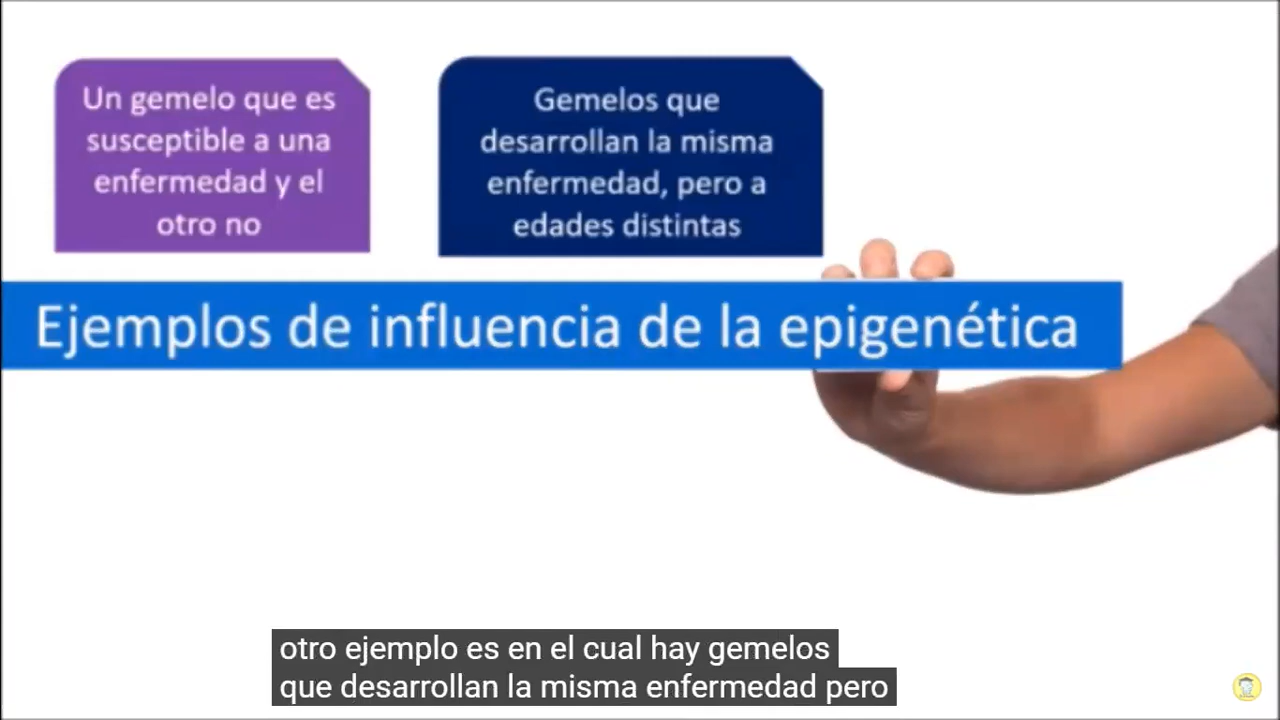 Un gemelo que es
susceptible a una
enfermedad y el
otro no
Gemelos que
desarrollan la misma
enfermedad, pero a
edades distintas
Ejemplos de influencia de la epigenética
otro ejemplo es en el cual hay gemelos
que desarrollan la misma enfermedad pero